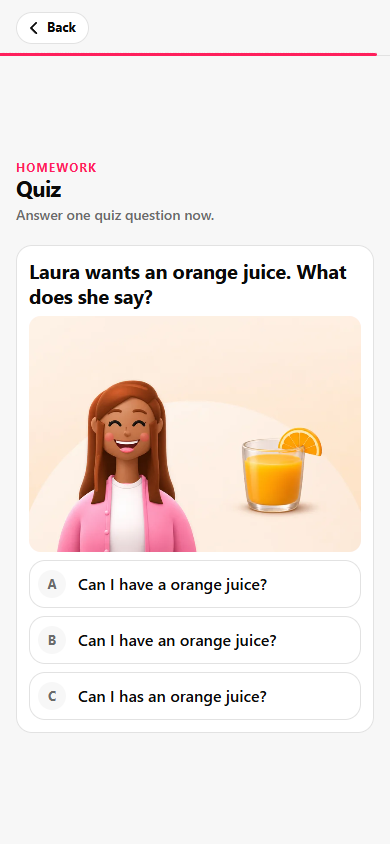 Back
HOMEWORK
Quiz
Answer one quiz question now.
Laura wants an orange juice. What
does she say?
A Can I have a orange juice?
B Can I have an orange juice?
C Can I has an orange juice?